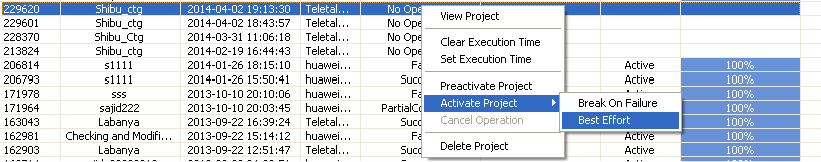 229620 Shibu_ctg 2014-04-02 19:13:30 Teletal... No Ope
229601 Shibu_ctg 2014-04-02 18:43:57 Teletal... No Ope
228370 Shibu_ctg 2014-03-31 11:06:18 Teletal... No Ope
213824 Shibu_ctg 2014-02-19 16:44:43 Teletal... No Ope
206814 s1111 2014-01-26 18:15:10 huawei... Fa Active 100%
206793 s1111 2014-01-26 15:50:41 huawei... Succ Active 100%
171978 sss 2013-10-10 20:10:06 huawei... Fa Active 100%
171964 sajid222 2013-10-10 20:03:45 huawei... PartialCo
163043 Labanya 2013-09-22 16:39:24 Teletal... Succ
162981 Checking and Modifi... 2013-09-22 15:14:12 huawei... Fa Active 100%
162903 Labanya 2013-09-22 12:51:47 Teletal... Succ Active 100%
View Project
Clear Execution Time
Set Execution Time
Preactivate Project
Activate Project
Cancel Operation
Delete Project
Break On Failure
Best Effort